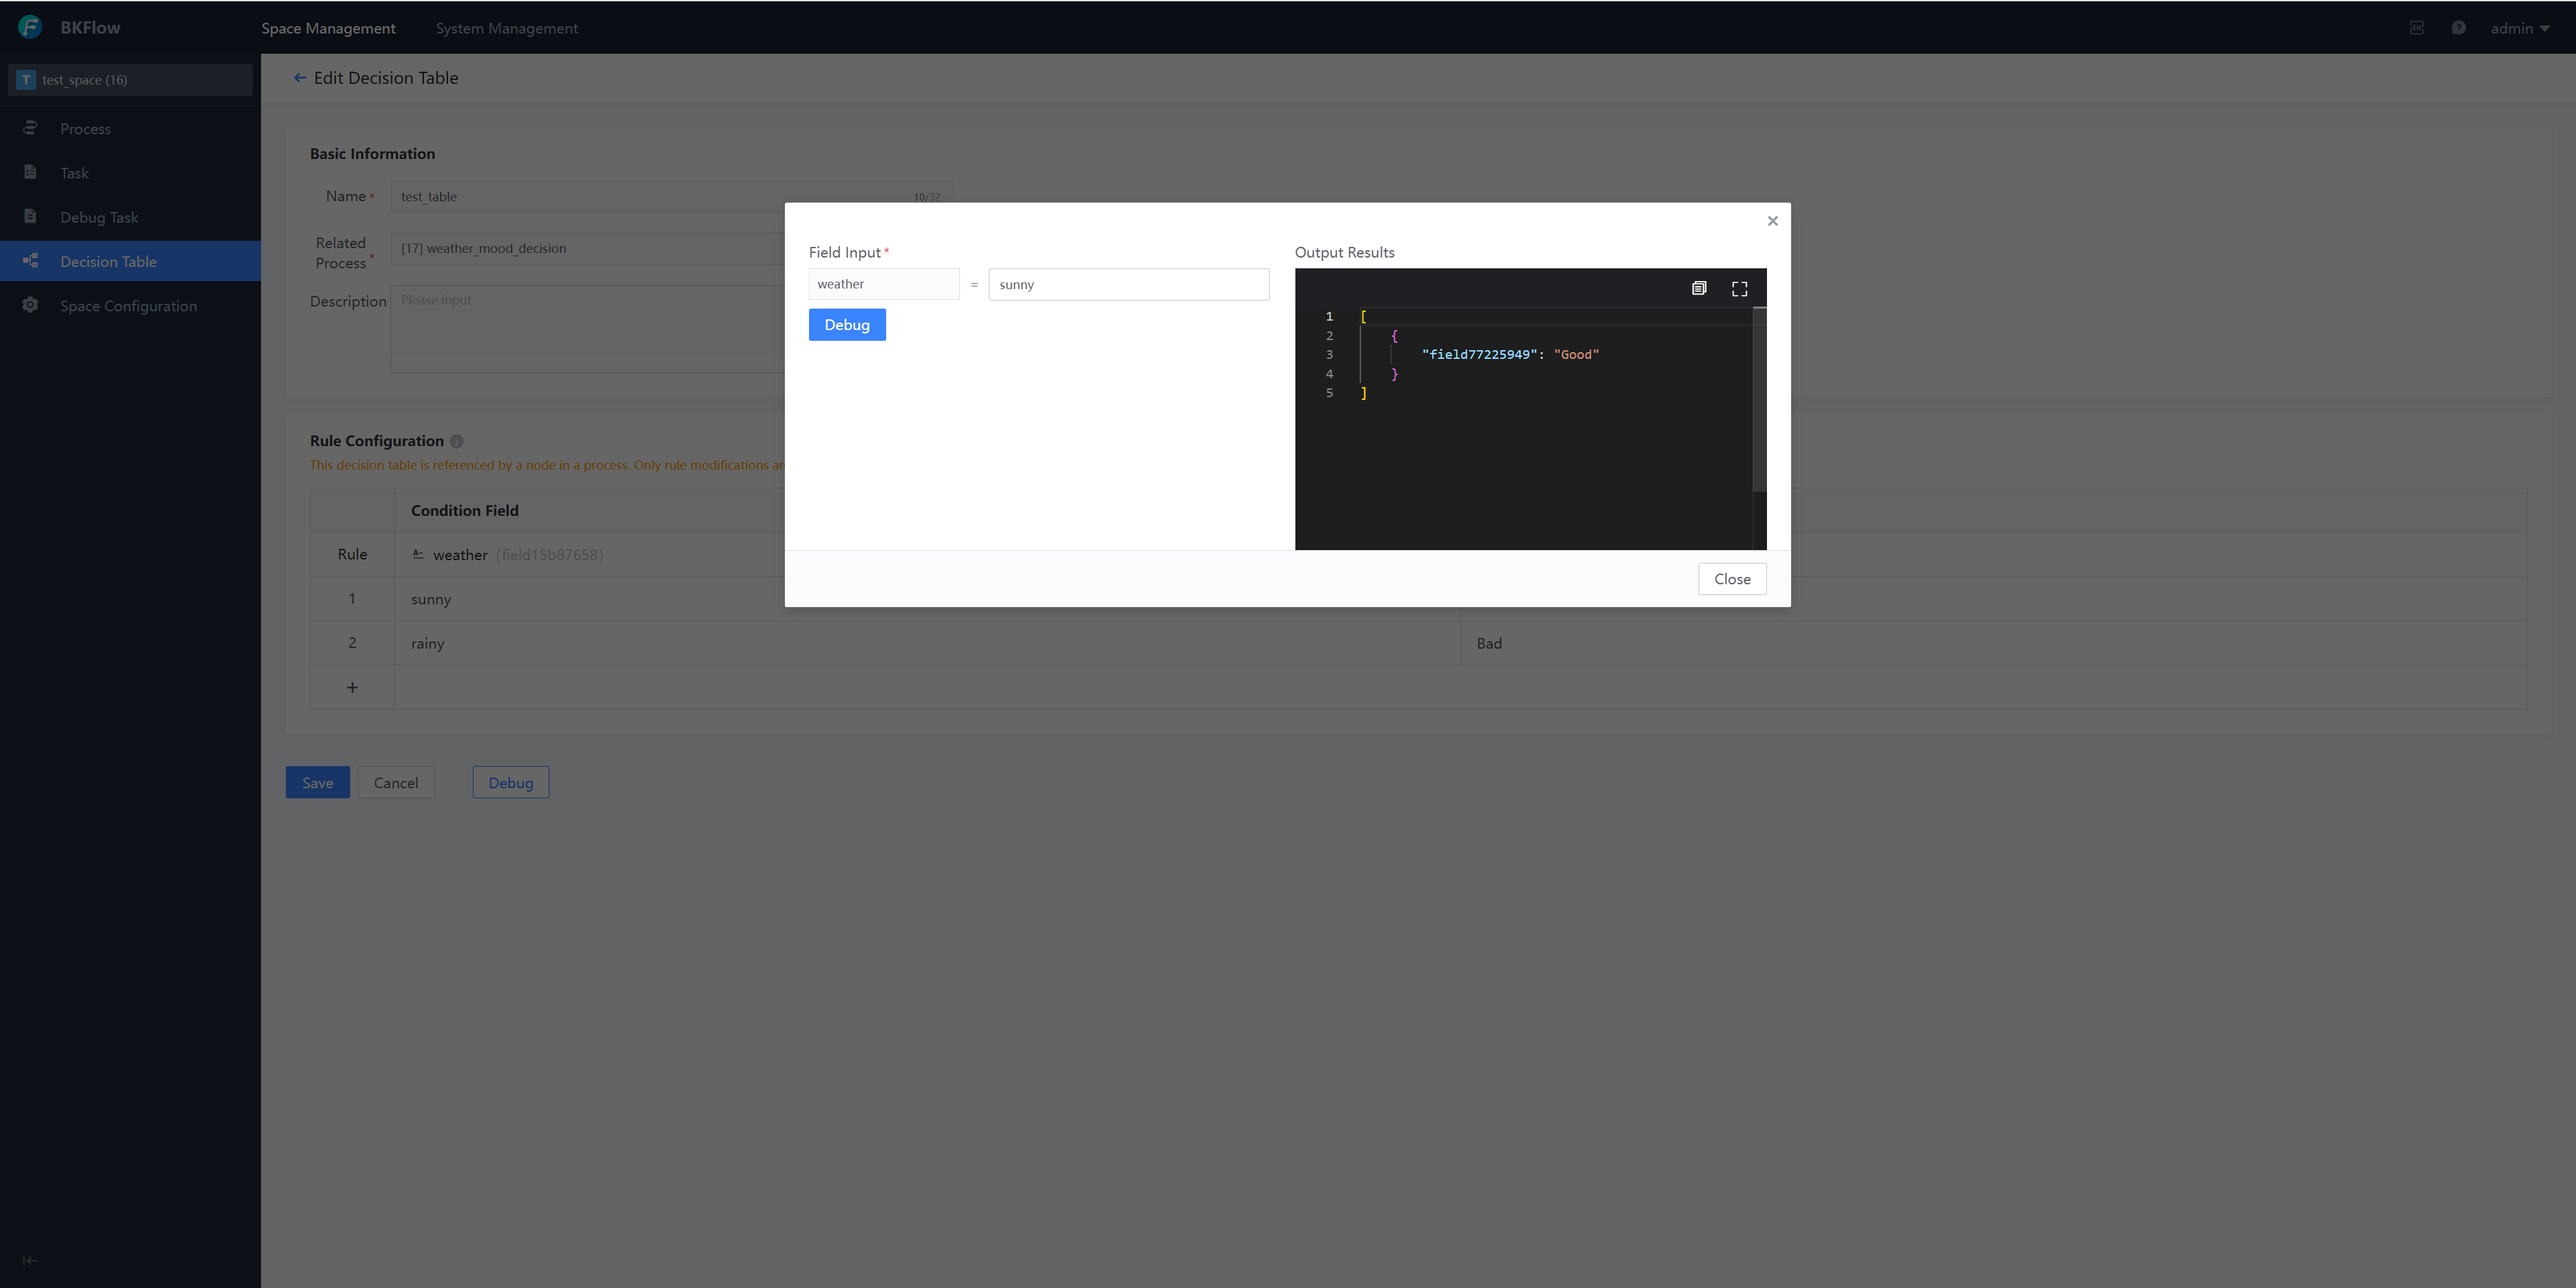 BKFlow
Space Management
System Management
admin
T test_space (16)
Edit Decision Table
Process
Task
Debug Task
Decision Table
Space Configuration
Basic Information
Name *
test_table
10/32
Related Process *
[17] weather_mood_decision
Description
Please input
Field Input *
weather = sunny
Debug
Output Results
1 [
2 {
3 "field77225949": "Good"
4 }
5 ]
Close
Rule Configuration
This decision table is referenced by a node in a process. Only rule modifications ar
Condition Field
Rule
weather (field15b87658)
1 sunny
2 rainy Bad
+
Save
Cancel
Debug